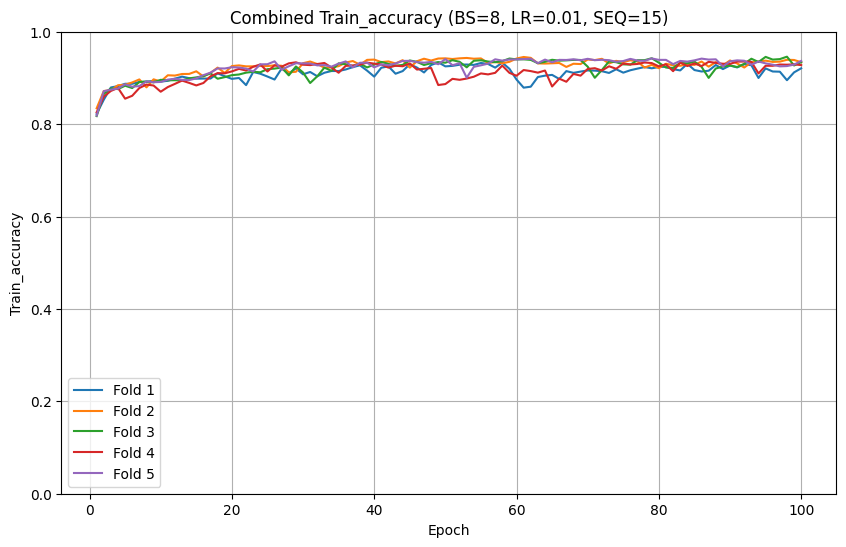 Combined Train_accuracy (BS=8, LR=0.01, SEQ=15)
Train_accuracy
1.0
0.8
0.6
0.4
0.2
0.0
Fold 1
Fold 2
Fold 3
Fold 4
Fold 5
0 20 40 60 80 100
Epoch